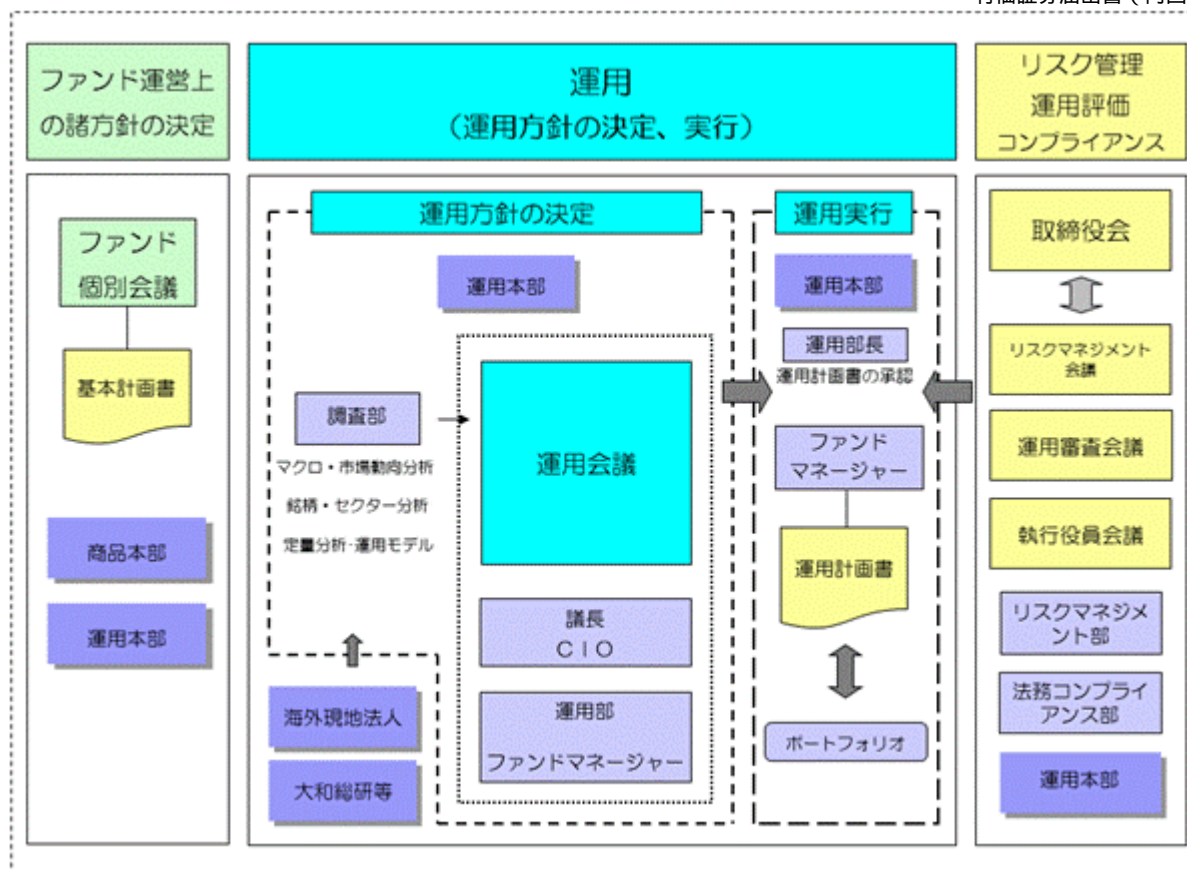 ファンド運営上
の諸方針の決定
運用
（運用方針の決定、実行）
リスク管理
運用評価
コンプライアンス
ファンド
個別会議
基本計画書
商品本部
運用本部
運用方針の決定
運用本部
調査部
マクロ・市場動向分析
銘柄・セクター分析
定量分析・運用モデル
海外現地法人
大和総研等
運用会議
議長
ＣＩＯ
運用部
ファンドマネージャー
運用実行
運用本部
運用部長
運用計画書の承認
ファンド
マネージャー
運用計画書
ポートフォリオ
取締役会
リスクマネジメント
会議
運用審査会議
執行役員会議
リスクマネジメ
ント部
法務コンプライ
アンス部
運用本部